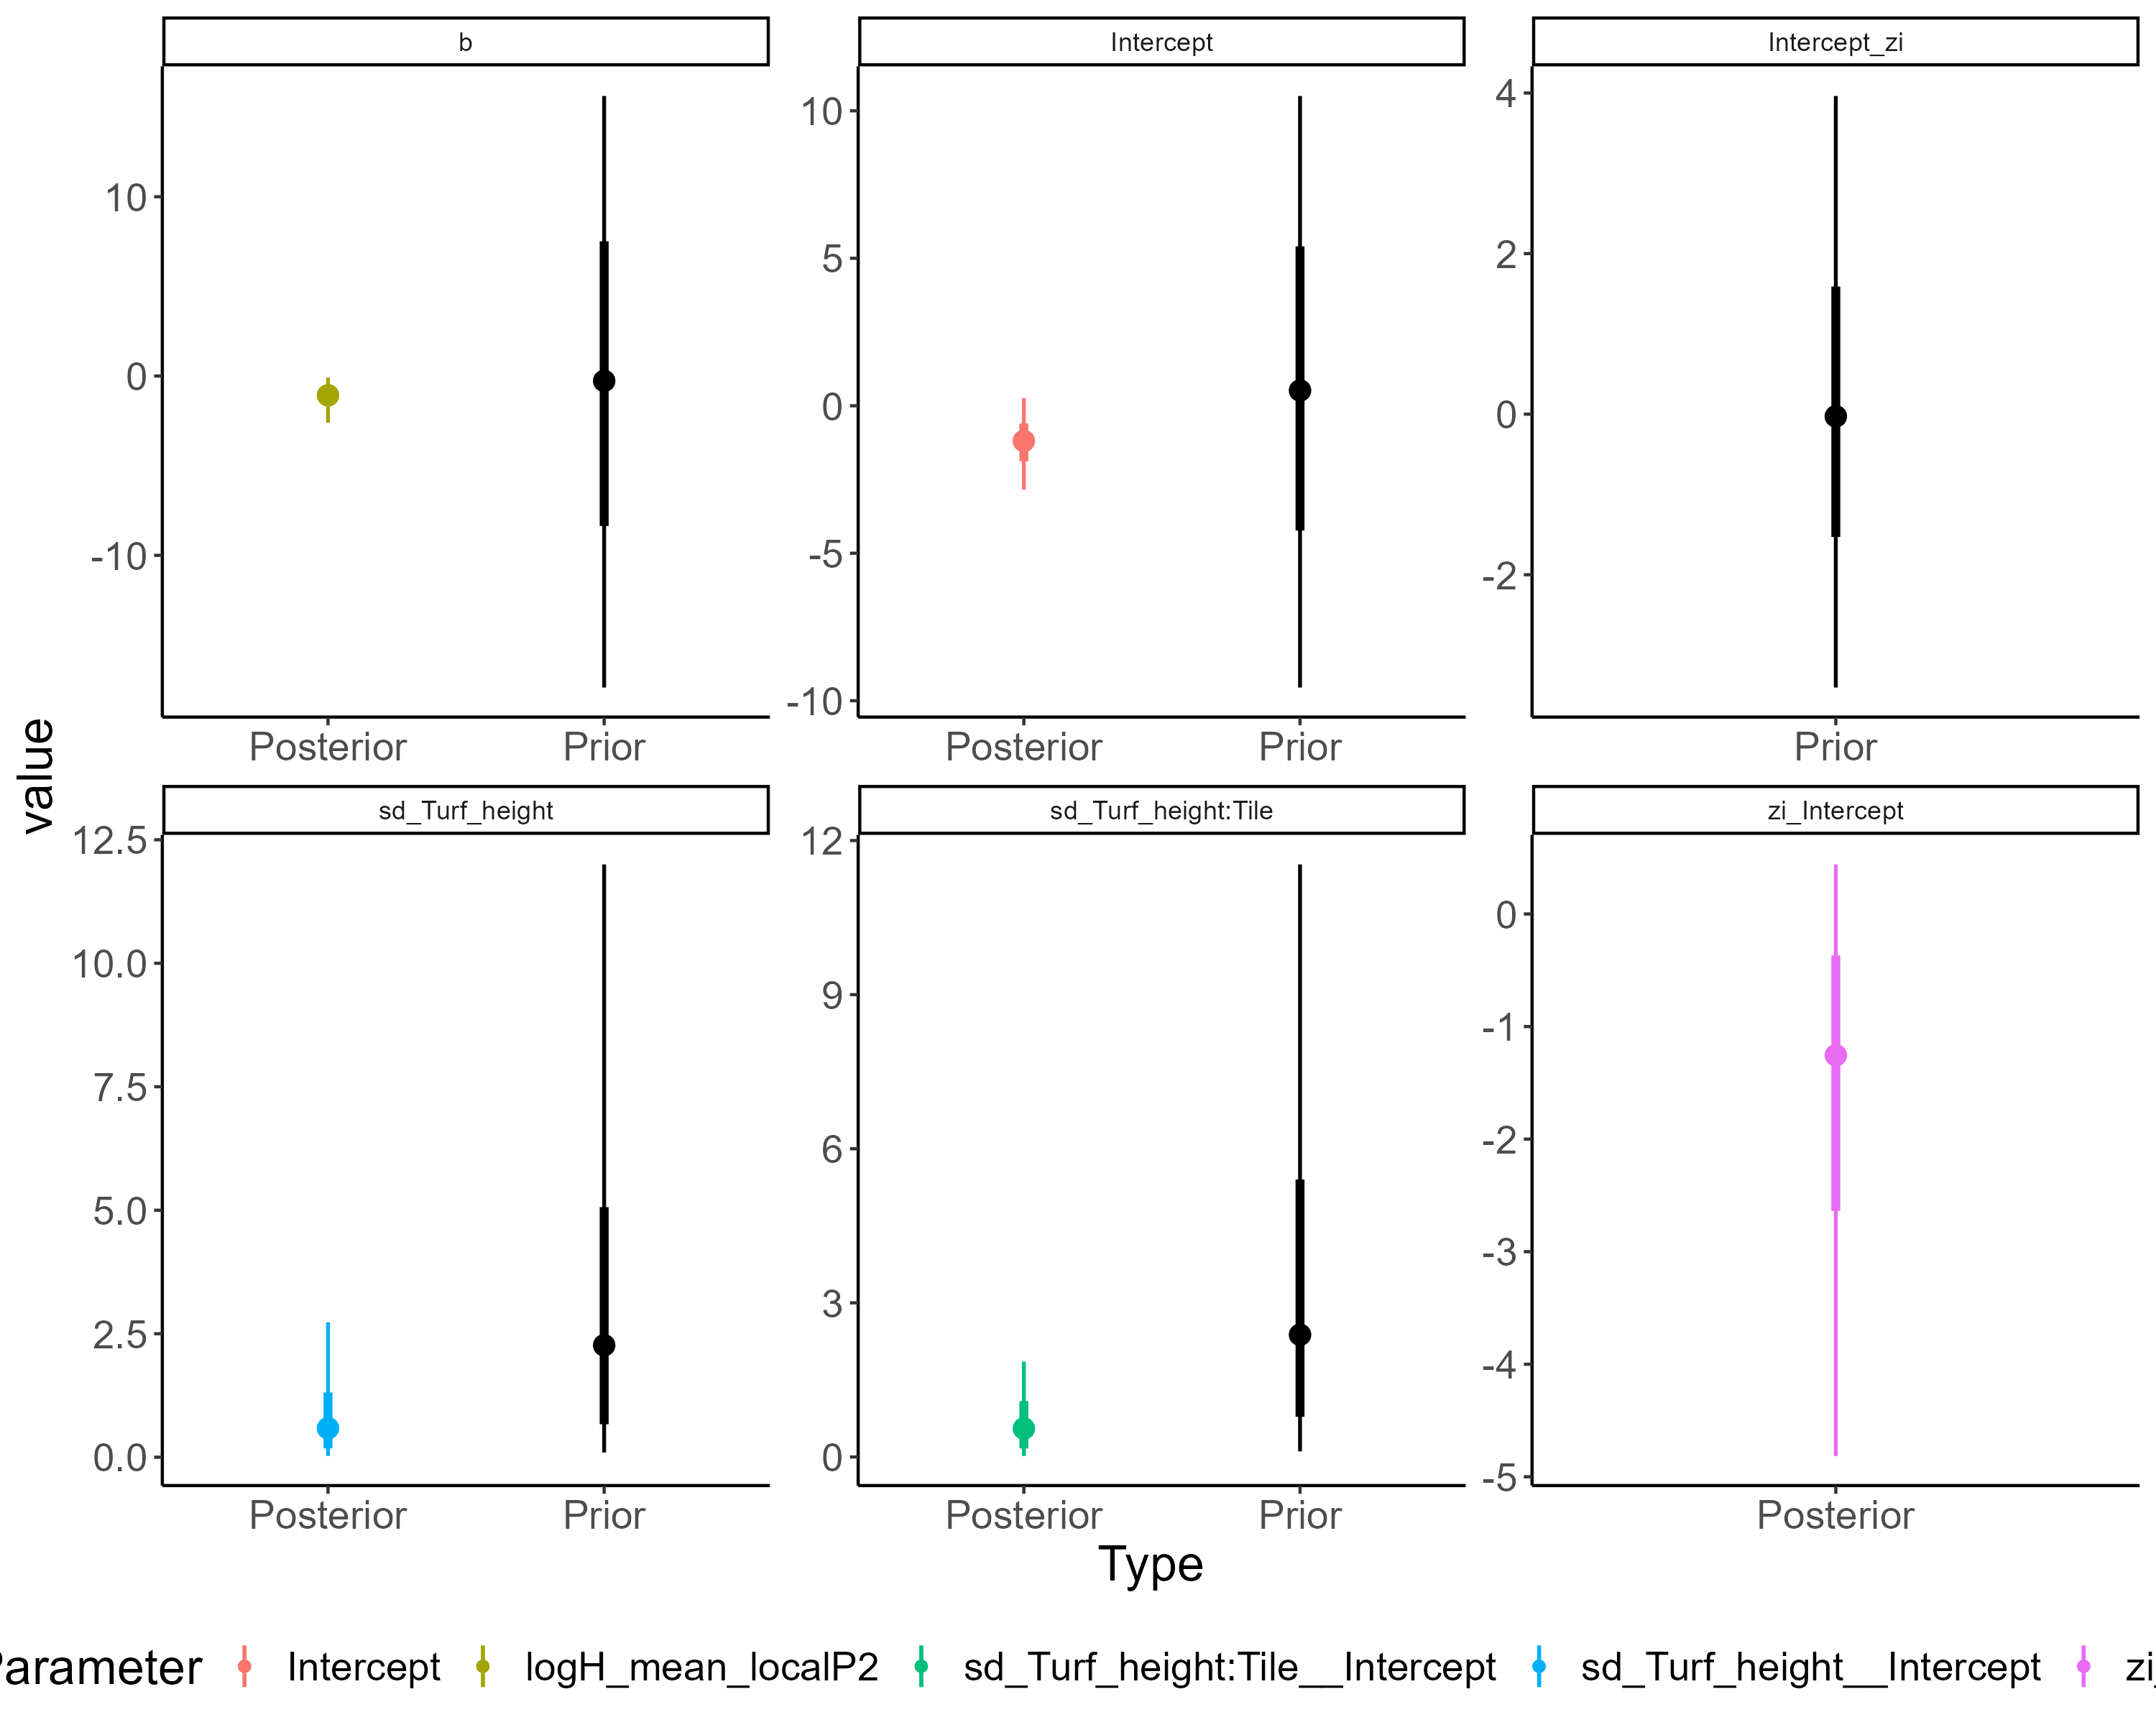 b
Intercept
Intercept_zi
10
0
-10
10
5
0
-5
-10
4
2
0
-2
Posterior Prior
Posterior Prior
Prior
value
sd_Turf_height
sd_Turf_height:Tile
zi_Intercept
12.5
10.0
7.5
5.0
2.5
0.0
12
9
6
3
0
0
-1
-2
-3
-4
-5
Posterior Prior
Posterior Prior
Posterior
Type
Parameter Intercept logH_mean_localP2 sd_Turf_height:Tile__Intercept sd_Turf_height__Intercept